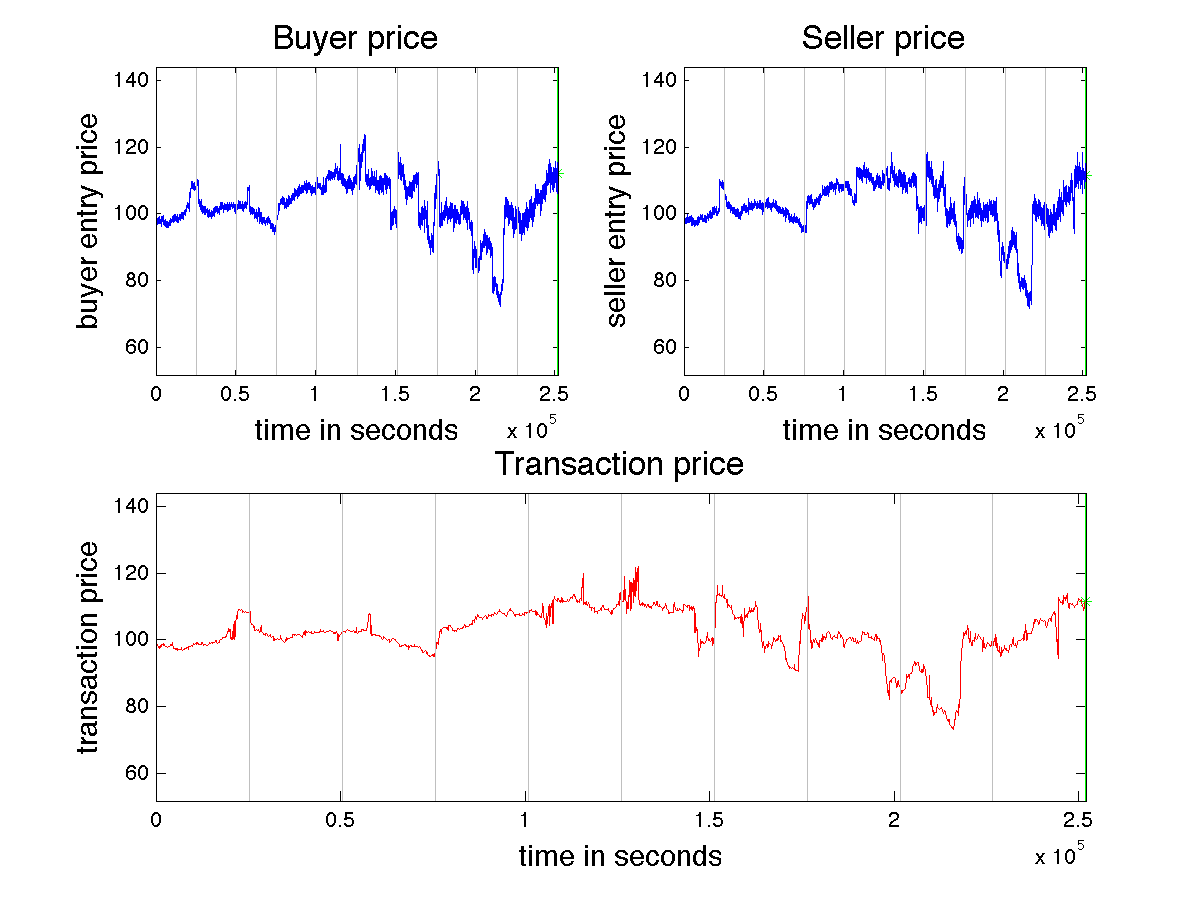 Buyer price
buyer entry price
140
120
100
80
60
0 0.5 1 1.5 2 2.5
x 10^5
time in seconds
Seller price
seller entry price
140
120
100
80
60
0 0.5 1 1.5 2 2.5
x 10^5
time in seconds
Transaction price
transaction price
140
120
100
80
60
0 0.5 1 1.5 2 2.5
x 10^5
time in seconds